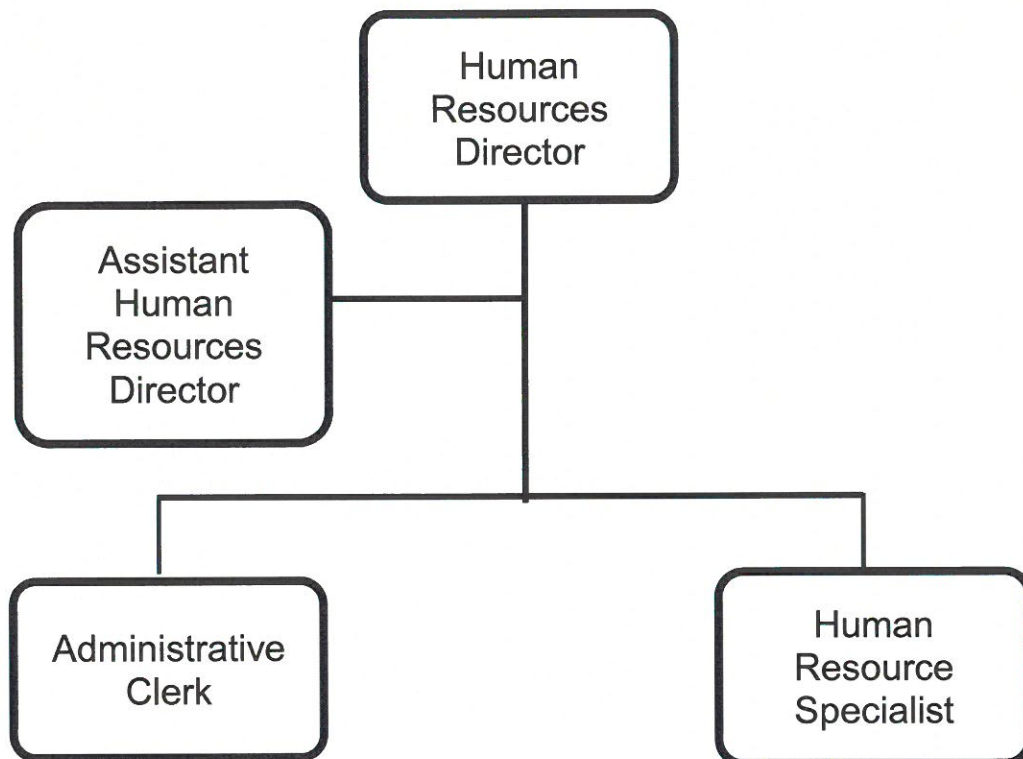 Human
Resources
Director
Assistant
Human
Resources
Director
Administrative
Clerk
Human
Resource
Specialist